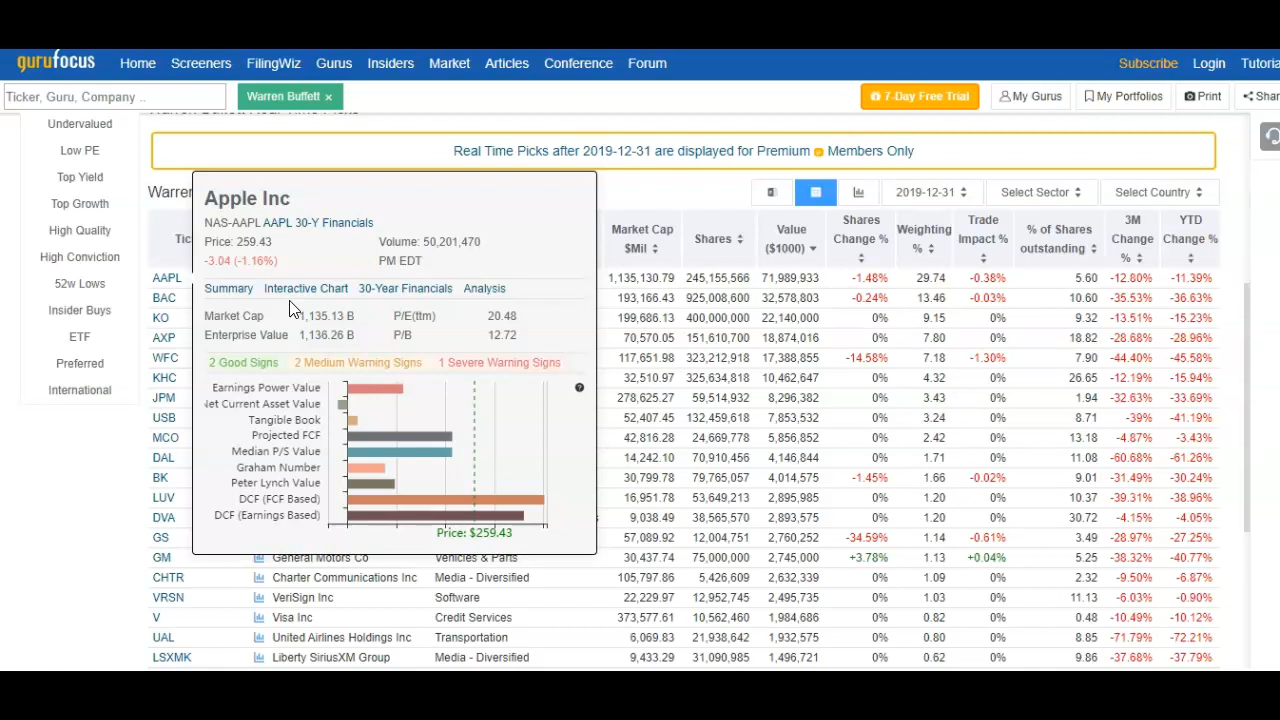 gurufocus Home Screeners FilingWiz Gurus Insiders Market Articles Conference Forum Subscribe Login Tutoria
Ticker, Guru, Company .. Warren Buffett × 7-Day Free Trial My Gurus My Portfolios Print Shar
Undervalued
Low PE
Top Yield
Top Growth
High Quality
High Conviction
52w Lows
Insider Buys
ETF
Preferred
International
Real Time Picks after 2019-12-31 are displayed for Premium Members Only
Warre 2019-12-31 Select Sector Select Country
Tic Market Cap $Mil Shares Value ($1000) Shares Change % Weighting % Trade Impact % % of Shares outstanding 3M Change % YTD Change %
Apple Inc
NAS-AAPL AAPL 30-Y Financials
Price: 259.43 Volume: 50,201,470
-3.04 (-1.16%) PM EDT
Summary Interactive Chart 30-Year Financials Analysis
Market Cap 1,135.13 B P/E(ttm) 20.48
Enterprise Value 1,136.26 B P/B 12.72
2 Good Signs 2 Medium Warning Signs 1 Severe Warning Signs
Earnings Power Value
Net Current Asset Value
Tangible Book
Projected FCF
Median P/S Value
Graham Number
Peter Lynch Value
DCF (FCF Based)
DCF (Earnings Based)
Price: $259.43
AAPL 1,135,130.79 245,155,566 71,989,933 -1.48% 29.74 -0.38% 5.60 -12.80% -11.39%
BAC 193,166.43 925,008,600 32,578,803 -0.24% 13.46 -0.03% 10.60 -35.53% -36.63%
KO 199,686.13 400,000,000 22,140,000 0% 9.15 0% 9.32 -13.51% -15.23%
AXP 70,570.05 151,610,700 18,874,016 0% 7.80 0% 18.82 -28.68% -28.96%
WFC 117,651.98 323,212,918 17,388,855 -14.58% 7.18 -1.30% 7.90 -44.40% -45.58%
KHC 32,510.97 325,634,818 10,462,647 0% 4.32 0% 26.65 -12.19% -15.94%
JPM 278,625.27 59,514,932 8,296,382 0% 3.43 0% 1.94 -32.63% -33.69%
USB 52,407.45 132,459,618 7,853,532 0% 3.24 0% 8.71 -39% -41.19%
MCO 42,816.28 24,669,778 5,856,852 0% 2.42 0% 13.18 -4.87% -3.43%
DAL 14,242.10 70,910,456 4,146,844 0% 1.71 0% 11.08 -60.68% -61.26%
BK 30,799.78 79,765,057 4,014,575 -1.45% 1.66 -0.02% 9.01 -31.49% -30.24%
LUV 16,951.78 53,649,213 2,895,985 0% 1.20 0% 10.37 -39.31% -38.96%
DVA 9,038.49 38,565,570 2,893,575 0% 1.20 0% 30.72 -4.15% -4.05%
GS 57,089.92 12,004,751 2,760,252 -34.59% 1.14 -0.61% 3.49 -28.97% -27.25%
GM General Motors Co Vehicles & Parts 30,437.74 75,000,000 2,745,000 +3.78% 1.13 +0.04% 5.25 -38.32% -40.77%
CHTR Charter Communications Inc Media - Diversified 105,797.86 5,426,609 2,632,339 0% 1.09 0% 2.32 -9.50% -6.87%
VRSN VeriSign Inc Software 22,229.97 12,952,745 2,495,735 0% 1.03 0% 11.13 -6.03% -0.90%
V Visa Inc Credit Services 373,577.61 10,562,460 1,984,686 0% 0.82 0% 0.48 -10.49% -10.12%
UAL United Airlines Holdings Inc Transportation 6,069.83 21,938,642 1,932,575 0% 0.80 0% 8.85 -71.79% -72.21%
LSXMK Liberty SiriusXM Group Media - Diversified 9,433.29 31,090,985 1,496,721 0% 0.62 0% 9.86 -37.68% -37.79%